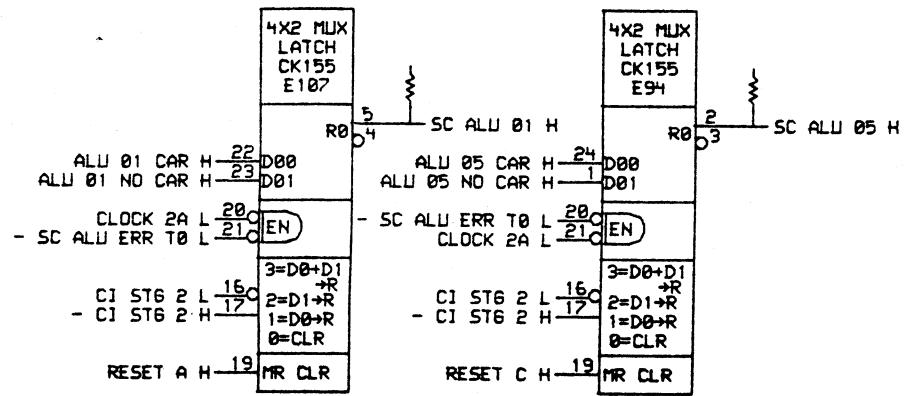 4X2 MUX
LATCH
CK155
E107
R0
5
4
SC ALU 01 H
ALU 01 CAR H
22
D00
ALU 01 NO CAR H
23
D01
CLOCK 2A L
20
- SC ALU ERR T0 L
21
EN
3=D0+D1
→R
CI STG 2 L
16
2=D1→R
- CI STG 2 H
17
1=D0→R
0=CLR
RESET A H
19
MR CLR
4X2 MUX
LATCH
CK155
E94
R0
2
3
SC ALU 05 H
ALU 05 CAR H
24
D00
ALU 05 NO CAR H
1
D01
- SC ALU ERR T0 L
20
CLOCK 2A L
21
EN
3=D0+D1
→R
CI STG 2 L
16
2=D1→R
- CI STG 2 H
17
1=D0→R
0=CLR
RESET C H
19
MR CLR